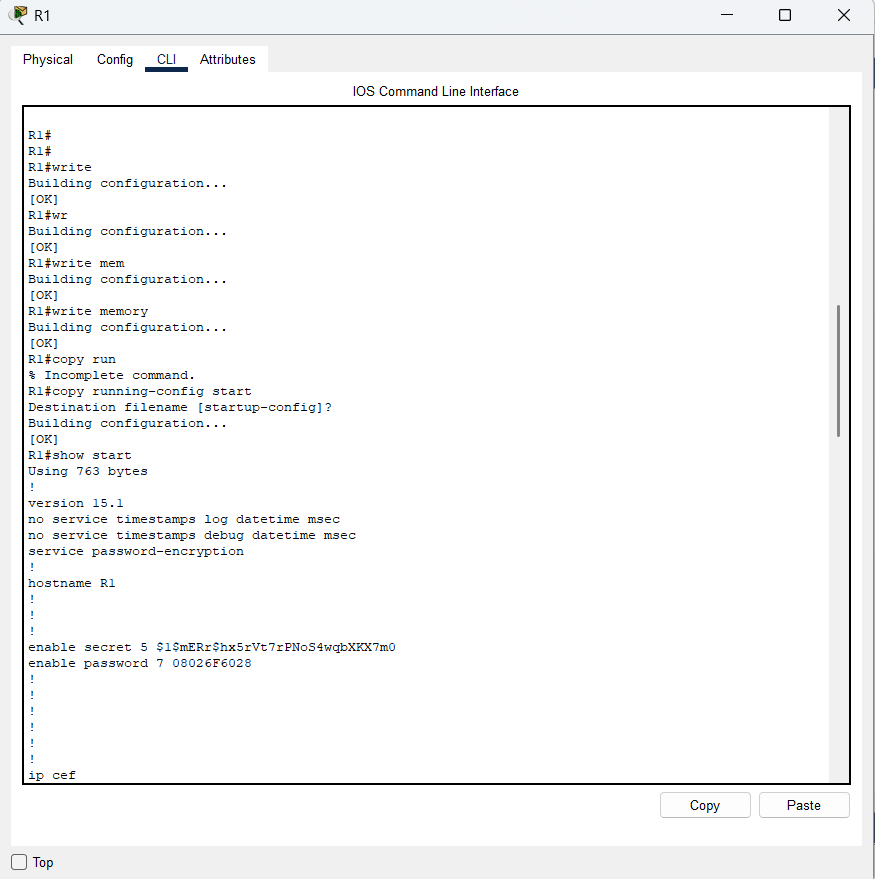 R1
Physical Config CLI Attributes
IOS Command Line Interface
R1#
R1#
R1#write
Building configuration...
[OK]
R1#wr
Building configuration...
[OK]
R1#write mem
Building configuration...
[OK]
R1#write memory
Building configuration...
[OK]
R1#copy run
% Incomplete command.
R1#copy running-config start
Destination filename [startup-config]?
Building configuration...
[OK]
R1#show start
Using 763 bytes
!
version 15.1
no service timestamps log datetime msec
no service timestamps debug datetime msec
service password-encryption
!
hostname R1
!
!
!
enable secret 5 $1$mERr$hx5rVt7rPNoS4wqbXKX7m0
enable password 7 08026F6028
!
!
!
!
!
!
ip cef
Copy Paste
Top